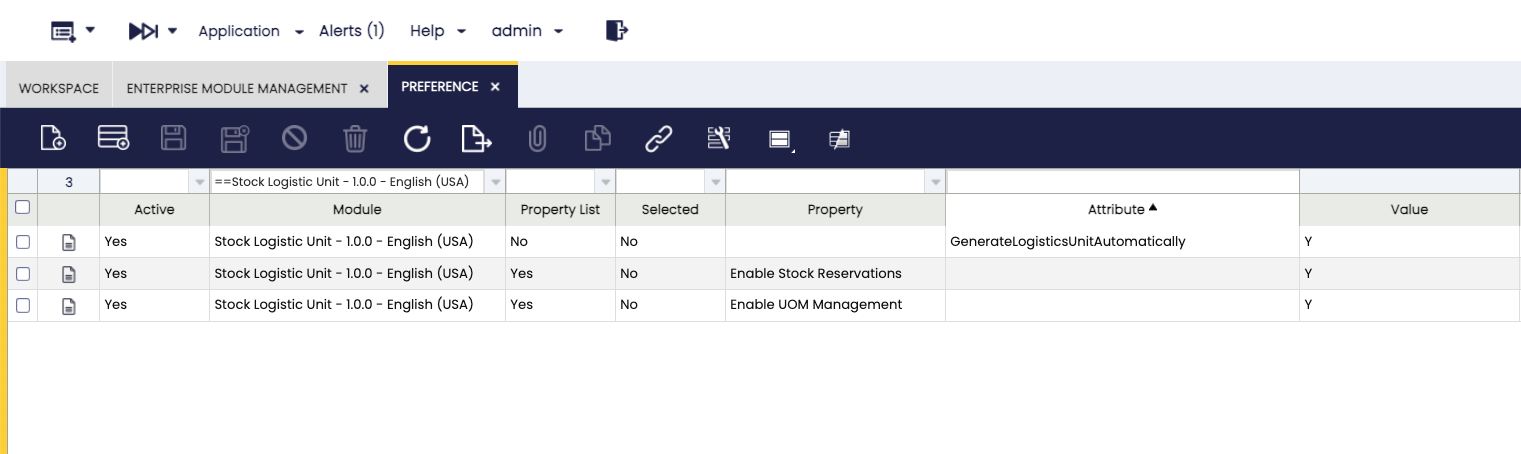 Application Alerts (1) Help admin
WORKSPACE ENTERPRISE MODULE MANAGEMENT PREFERENCE
3 ==Stock Logistic Unit - 1.0.0 - English (USA)
Active Module Property List Selected Property Attribute Value
Yes Stock Logistic Unit - 1.0.0 - English (USA) No No GenerateLogisticsUnitAutomatically Y
Yes Stock Logistic Unit - 1.0.0 - English (USA) Yes No Enable Stock Reservations Y
Yes Stock Logistic Unit - 1.0.0 - English (USA) Yes No Enable UOM Management Y